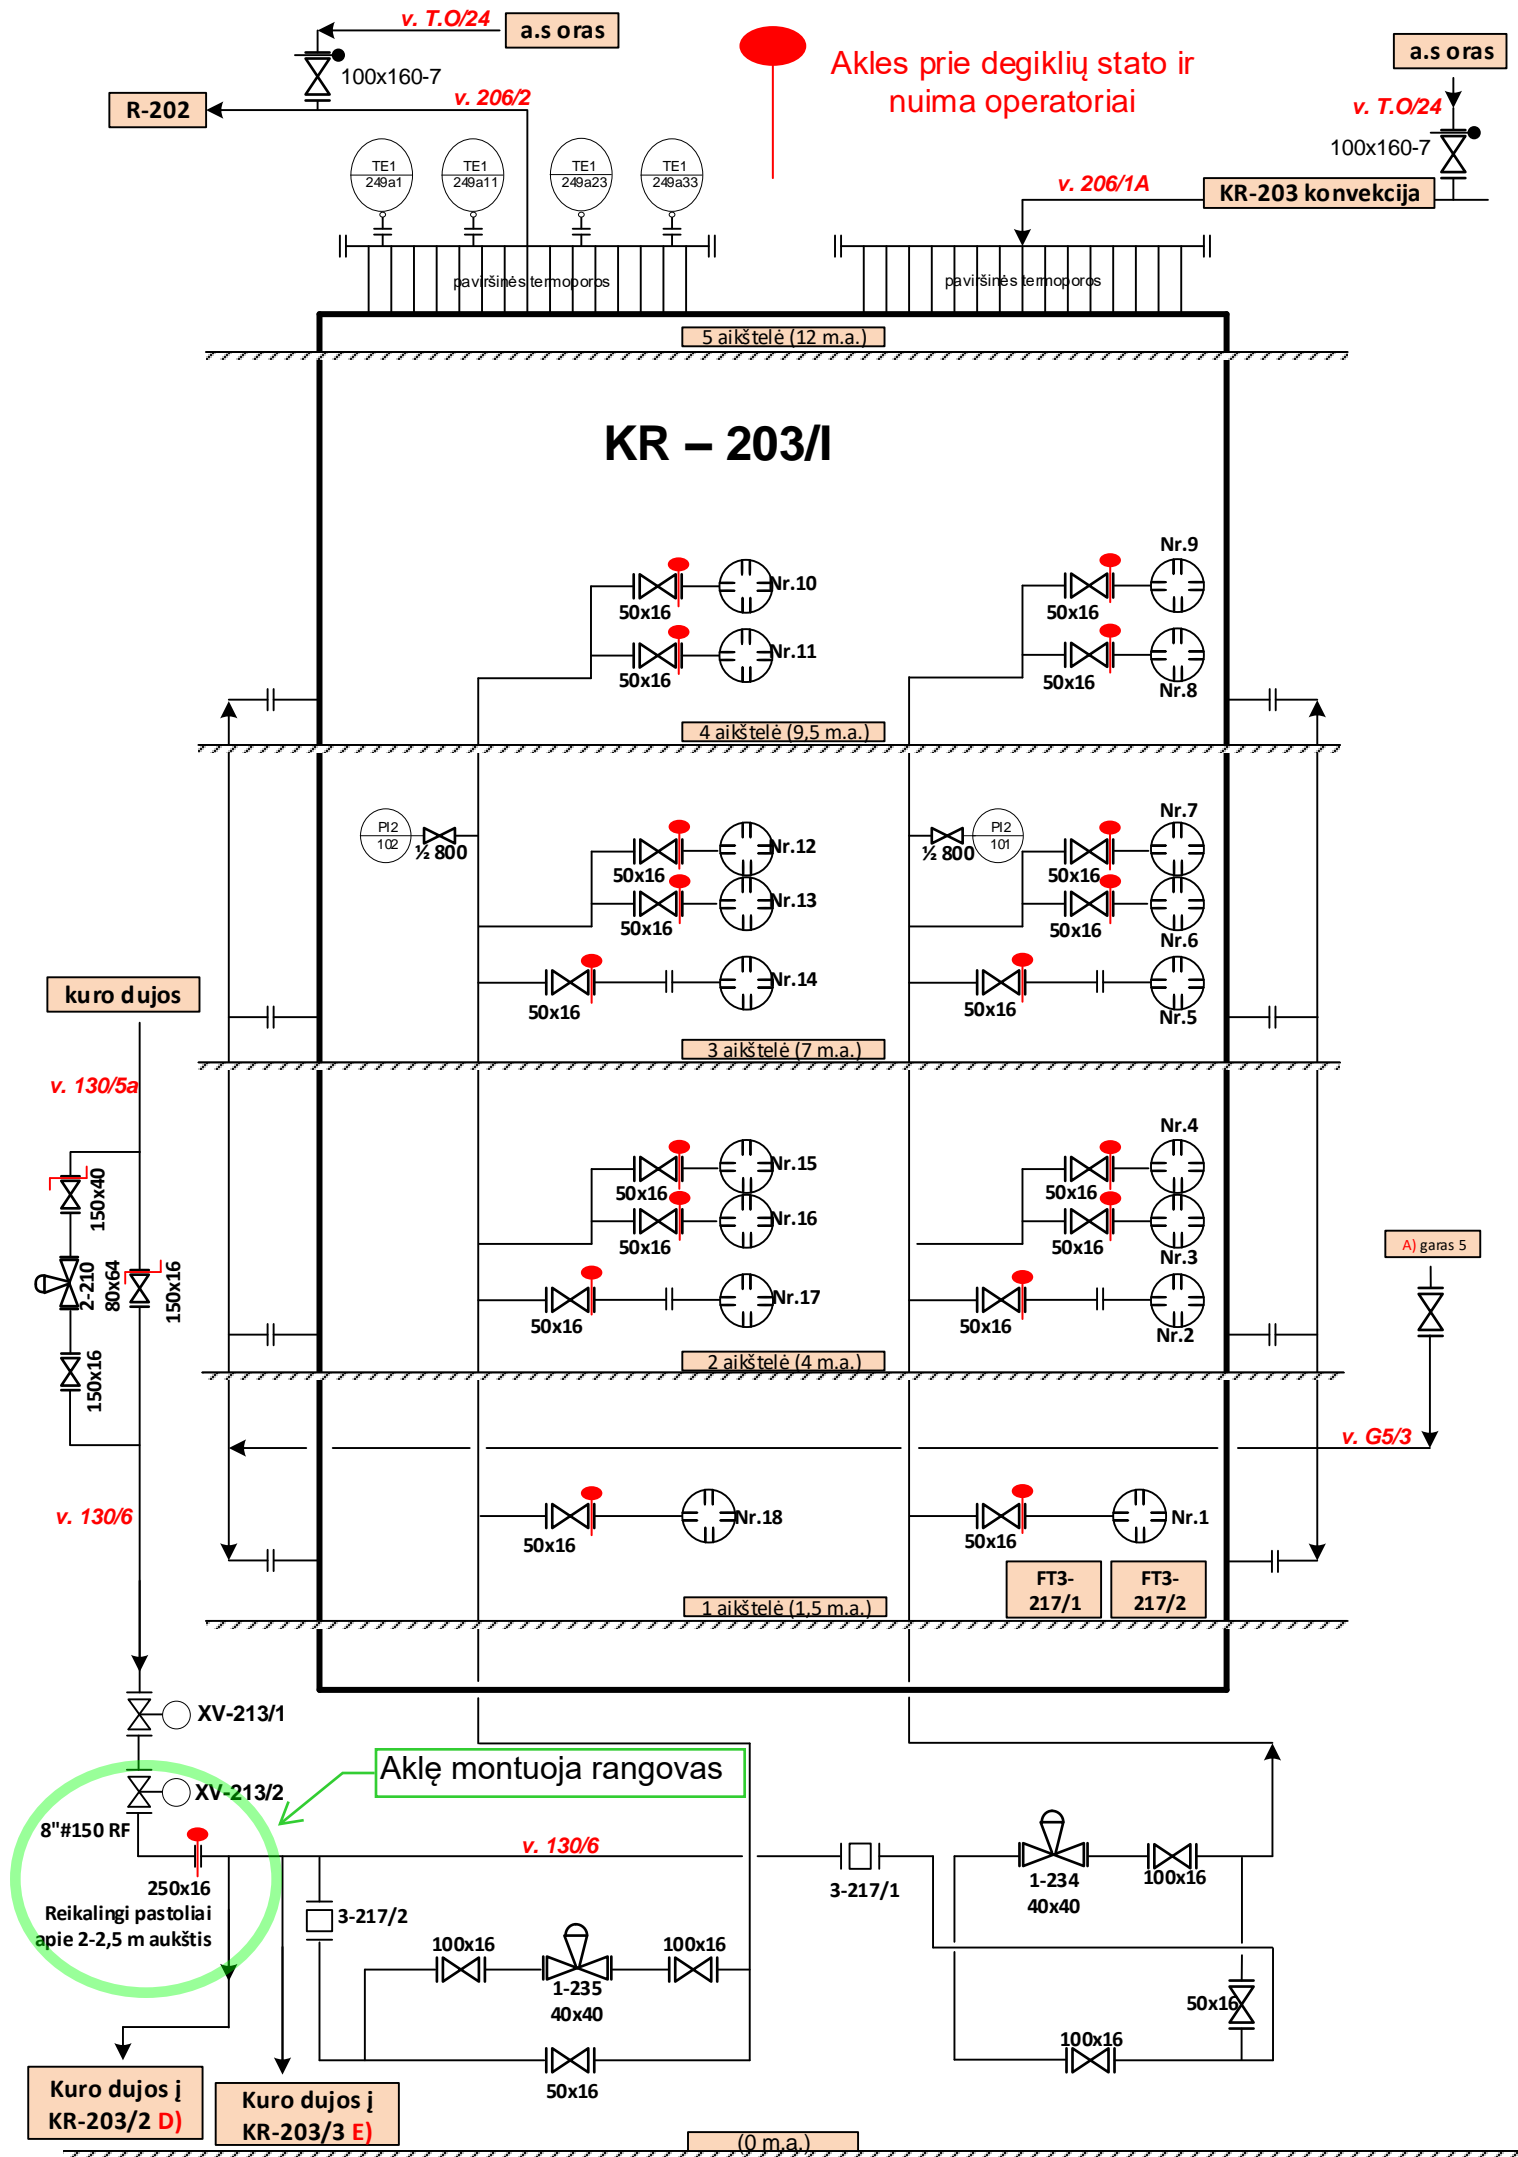 v. T.O/24
a.s oras
100x160-7
R-202
v. 206/2
Akles prie degiklių stato ir
nuima operatoriai
a.s oras
v. T.O/24
100x160-7
v. 206/1A
KR-203 konvekcija
TE1
249a1
TE1
249a11
TE1
249a23
TE1
249a33
paviršinės termoporos
paviršinės termoporos
5 aikštelė (12 m.a.)
KR – 203/I
Nr.10
50x16
Nr.11
50x16
Nr.9
50x16
50x16
Nr.8
4 aikštelė (9,5 m.a.)
PI2
102
½ 800
Nr.12
50x16
Nr.13
50x16
Nr.14
50x16
PI2
101
½ 800
Nr.7
50x16
50x16
Nr.6
50x16
Nr.5
3 aikštelė (7 m.a.)
kuro dujos
v. 130/5a
150x40
2-210
80x64
150x16
150x16
Nr.15
50x16
Nr.16
50x16
Nr.17
50x16
Nr.4
50x16
50x16
Nr.3
50x16
Nr.2
A) garas 5
2 aikštelė (4 m.a.)
v. G5/3
v. 130/6
Nr.18
50x16
Nr.1
50x16
FT3-
217/1
FT3-
217/2
1 aikštelė (1,5 m.a.)
XV-213/1
Aklę montuoja rangovas
XV-213/2
8"#150 RF
250x16
Reikalingi pastoliai
apie 2-2,5 m aukštis
v. 130/6
3-217/2
100x16
100x16
1-235
40x40
50x16
3-217/1
1-234
40x40
100x16
50x16
100x16
Kuro dujos į
KR-203/2 D)
Kuro dujos į
KR-203/3 E)
(0 m.a.)